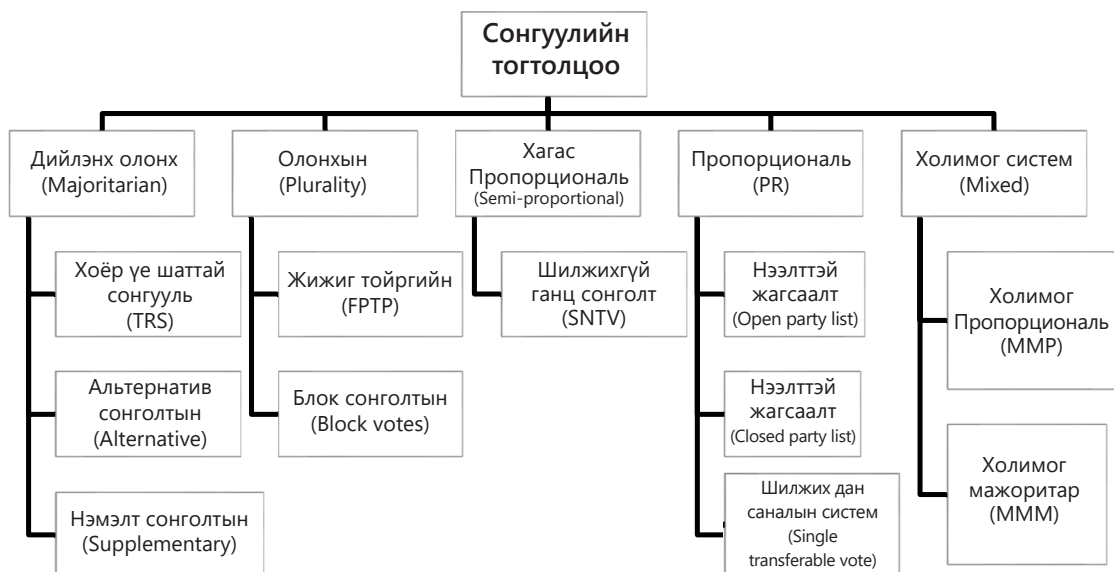 Сонгуулийн
тогтолцоо
Дийлэнх олонх
(Majoritarian)
Хоёр үе шаттай
сонгууль
(TRS)
Альтернатив
сонголтын
(Alternative)
Нэмэлт сонголтын
(Supplementary)
Олонхын
(Plurality)
Жижиг тойргийн
(FPTP)
Блок сонголтын
(Block votes)
Хагас
Пропорциональ
(Semi-proportional)
Шилжихгүй
ганц сонголт
(SNTV)
Пропорциональ
(PR)
Нээлттэй
жагсаалт
(Open party list)
Нээлттэй
жагсаалт
(Closed party list)
Шилжих дан
саналын систем
(Single
transferable vote)
Холимог систем
(Mixed)
Холимог
Пропорциональ
(MMP)
Холимог
мажоритар
(MMM)